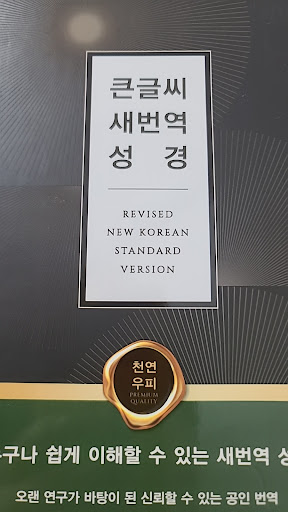 큰글씨
새번역
성 경
REVISED
NEW KOREAN
STANDARD
VERSION
천연
우피
PREMIUM
QUALITY
쉽게 이해할 수 있는 새번역
오랜 연구가 바탕이 된 신뢰할 수 있는 공인 번역